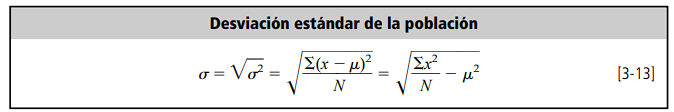 Desviación estándar de la población
σ = √σ² = √(Σ(x − μ)² / N) = √(Σx² / N − μ²) [3-13]